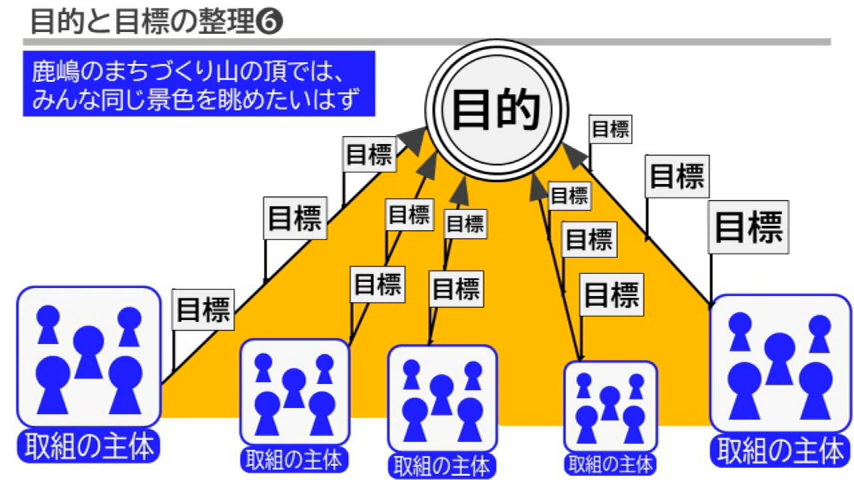 目的と目標の整理❻
鹿嶋のまちづくり山の頂では、
みんな同じ景色を眺めたいはず
目的
目標
目標
目標
目標
目標
目標
目標
目標
目標
目標
目標
目標
目標
取組の主体
取組の主体
取組の主体
取組の主体
取組の主体